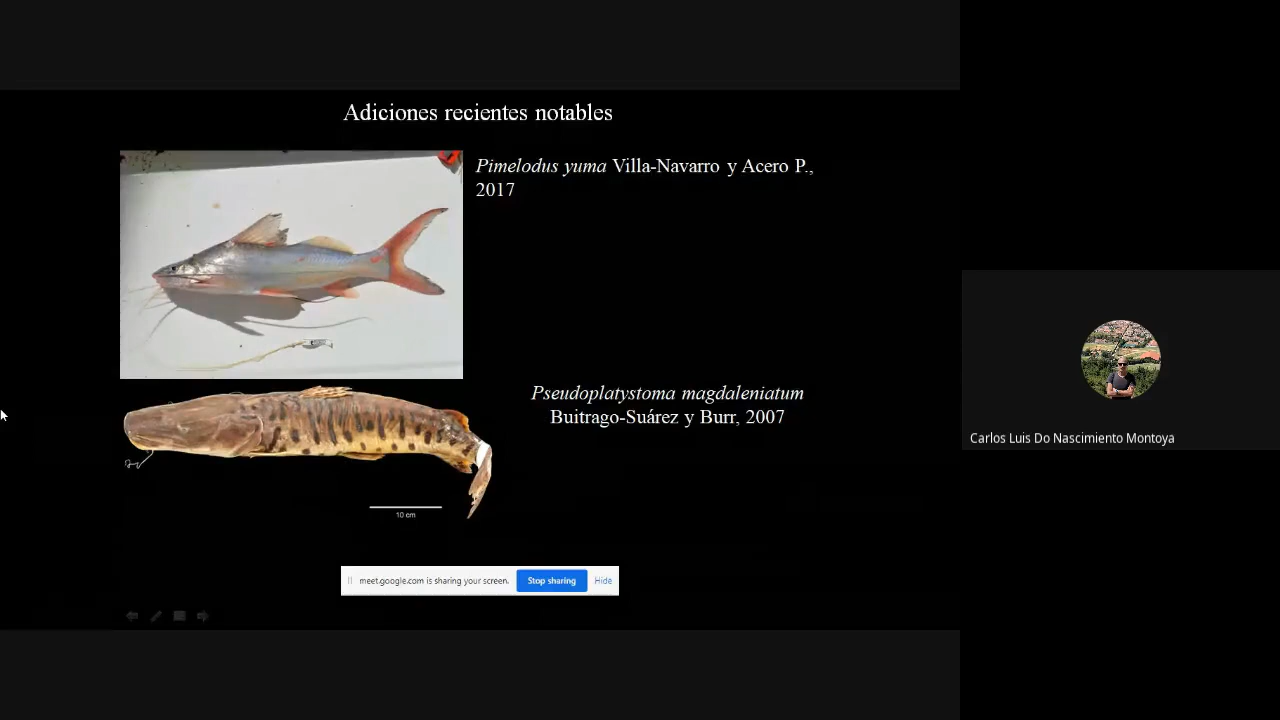 Adiciones recientes notables
Pimelodus yuma Villa-Navarro y Acero P.,
2017
Pseudoplatystoma magdaleniatum
Buitrago-Suárez y Burr, 2007
10 cm
meet.google.com is sharing your screen.
Stop sharing
Hide
Carlos Luis Do Nascimiento Montoya